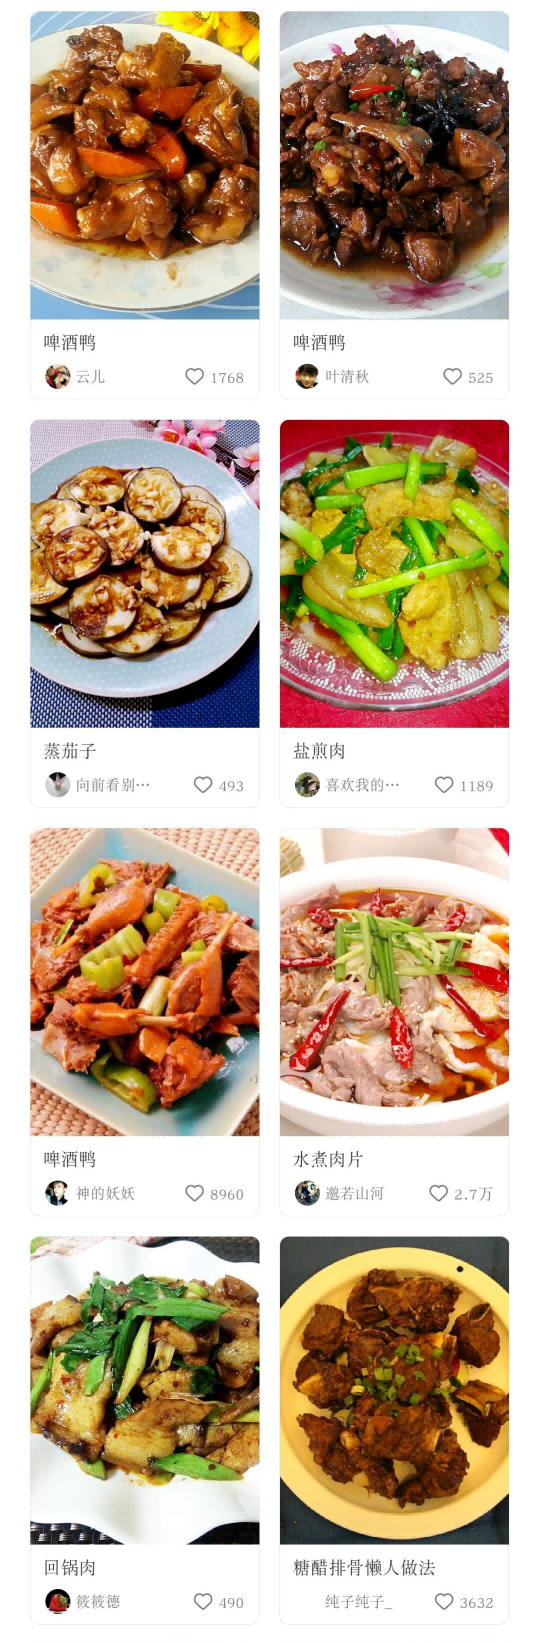 啤酒鸭
云儿 1768
啤酒鸭
叶清秋 525
蒸茄子
向前看别… 493
盐煎肉
喜欢我的… 1189
啤酒鸭
神的妖妖 8960
水煮肉片
邈若山河 2.7万
回锅肉
筱筱德 490
糖醋排骨懒人做法
纯子纯子_ 3632